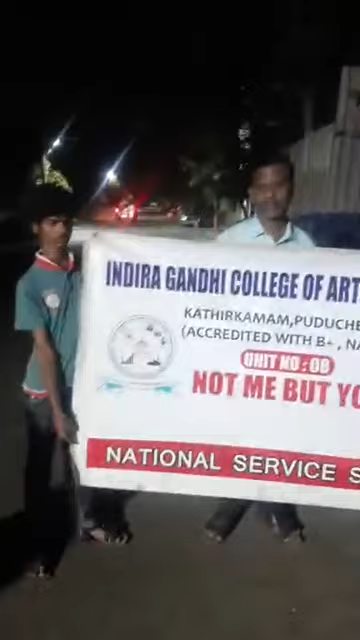 INDIRA GANDHI COLLEGE OF ART
KATHIRKAMAM, PUDUCHE
(ACCREDITED WITH B+, NA
UNIT NO : 08
NOT ME BUT YO
NATIONAL SERVICE S